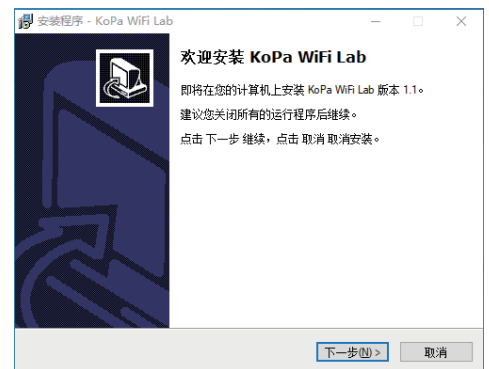 安装程序 - KoPa WiFi Lab
欢迎安装 KoPa WiFi Lab
即将在您的计算机上安装 KoPa WiFi Lab 版本 1.1。
建议您关闭所有的运行程序后继续。
点击 下一步 继续，点击 取消 取消安装。
下一步(N) >
取消